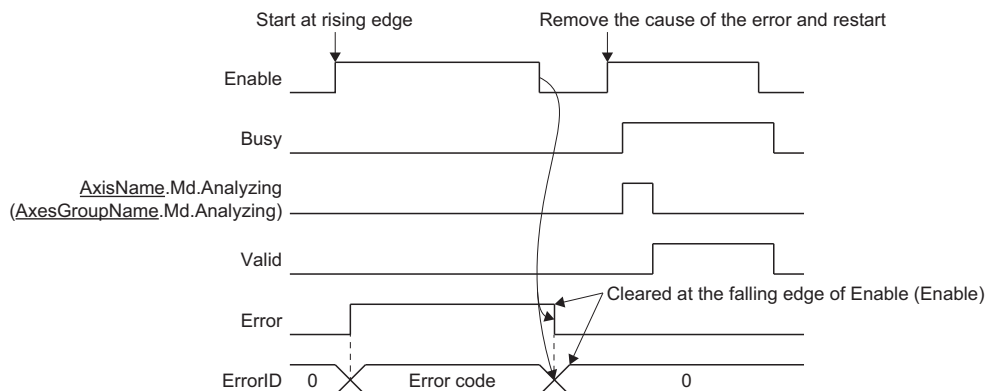 Start at rising edge
Remove the cause of the error and restart
Enable
Busy
AxisName.Md.Analyzing
(AxesGroupName.Md.Analyzing)
Valid
Cleared at the falling edge of Enable (Enable)
Error
ErrorID 0 Error code 0